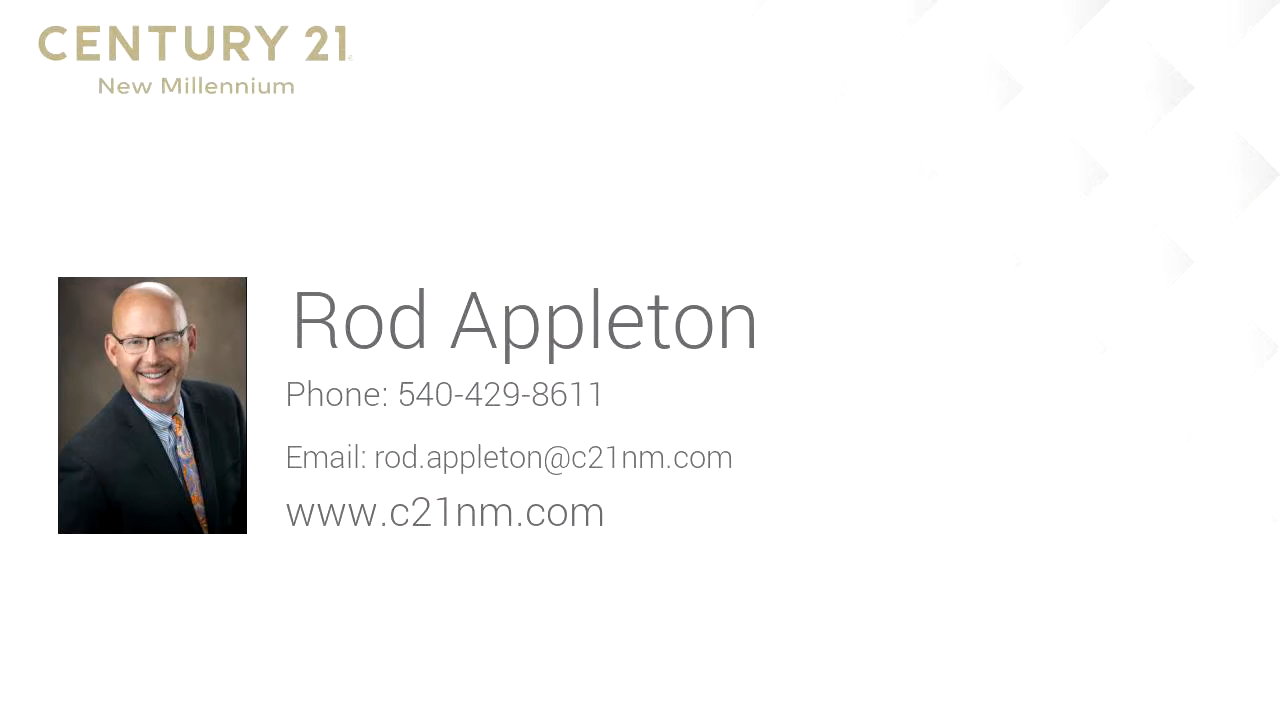 CENTURY 21
New Millennium
Rod Appleton
Phone: 540-429-8611
Email: rod.appleton@c21nm.com
www.c21nm.com